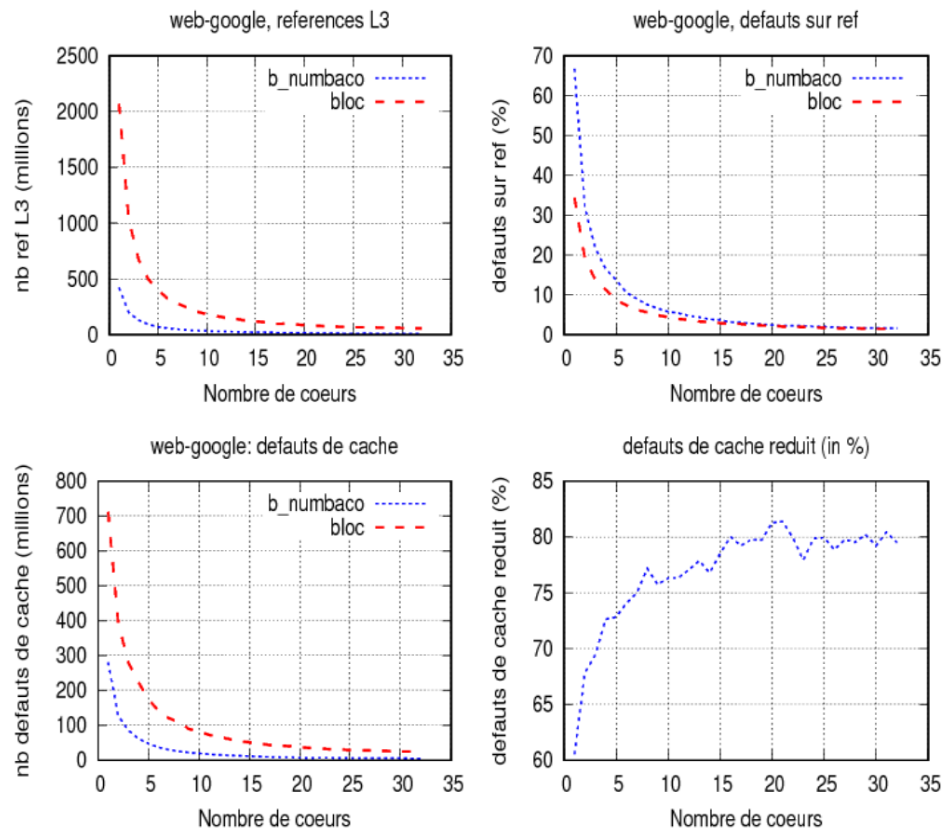 web-google, references L3
nb ref L3 (millions)
2500
2000
1500
1000
500
0
b_numbaco
bloc
0 5 10 15 20 25 30 35
Nombre de coeurs
web-google, defauts sur ref
defauts sur ref (%)
70
60
50
40
30
20
10
0
b_numbaco
bloc
0 5 10 15 20 25 30 35
Nombre de coeurs
web-google: defauts de cache
nb defauts de cache (millions)
800
700
600
500
400
300
200
100
0
b_numbaco
bloc
0 5 10 15 20 25 30 35
Nombre de coeurs
defauts de cache reduit (in %)
defauts de cache reduit (%)
85
80
75
70
65
60
0 5 10 15 20 25 30 35
Nombre de coeurs